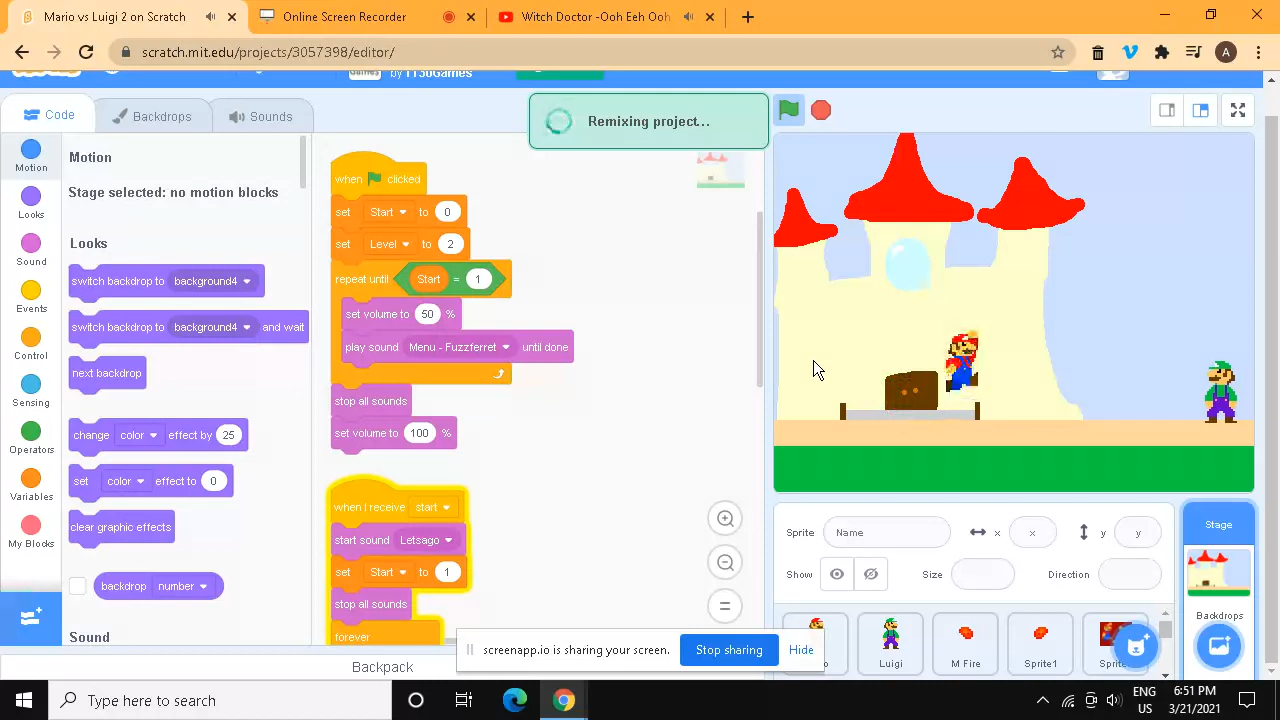 Mario vs Luigi 2 on Scratch
Online Screen Recorder
Witch Doctor -Ooh Eeh Ooh
scratch.mit.edu/projects/3057398/editor/
A
Code
Backdrops
Sounds
Remixing project...
Motion
Looks
Sound
Events
Control
Sensing
Operators
Variables
My Blocks
Motion
Stage selected: no motion blocks
Looks
switch backdrop to background4
switch backdrop to background4 and wait
next backdrop
change color effect by 25
set color effect to 0
clear graphic effects
backdrop number
Sound
when clicked
set Start to 0
set Level to 2
repeat until Start = 1
set volume to 50 %
play sound Menu - Fuzzferret until done
stop all sounds
set volume to 100 %
when I receive start
start sound Letsago
set Start to 1
stop all sounds
forever
Sprite Name x x y y
Show Size Direction
Luigi
M Fire
Sprite1
Stage
Backdrops
screenapp.io is sharing your screen. Stop sharing Hide
Backpack
Type here to search
ENG
US
6:51 PM
3/21/2021